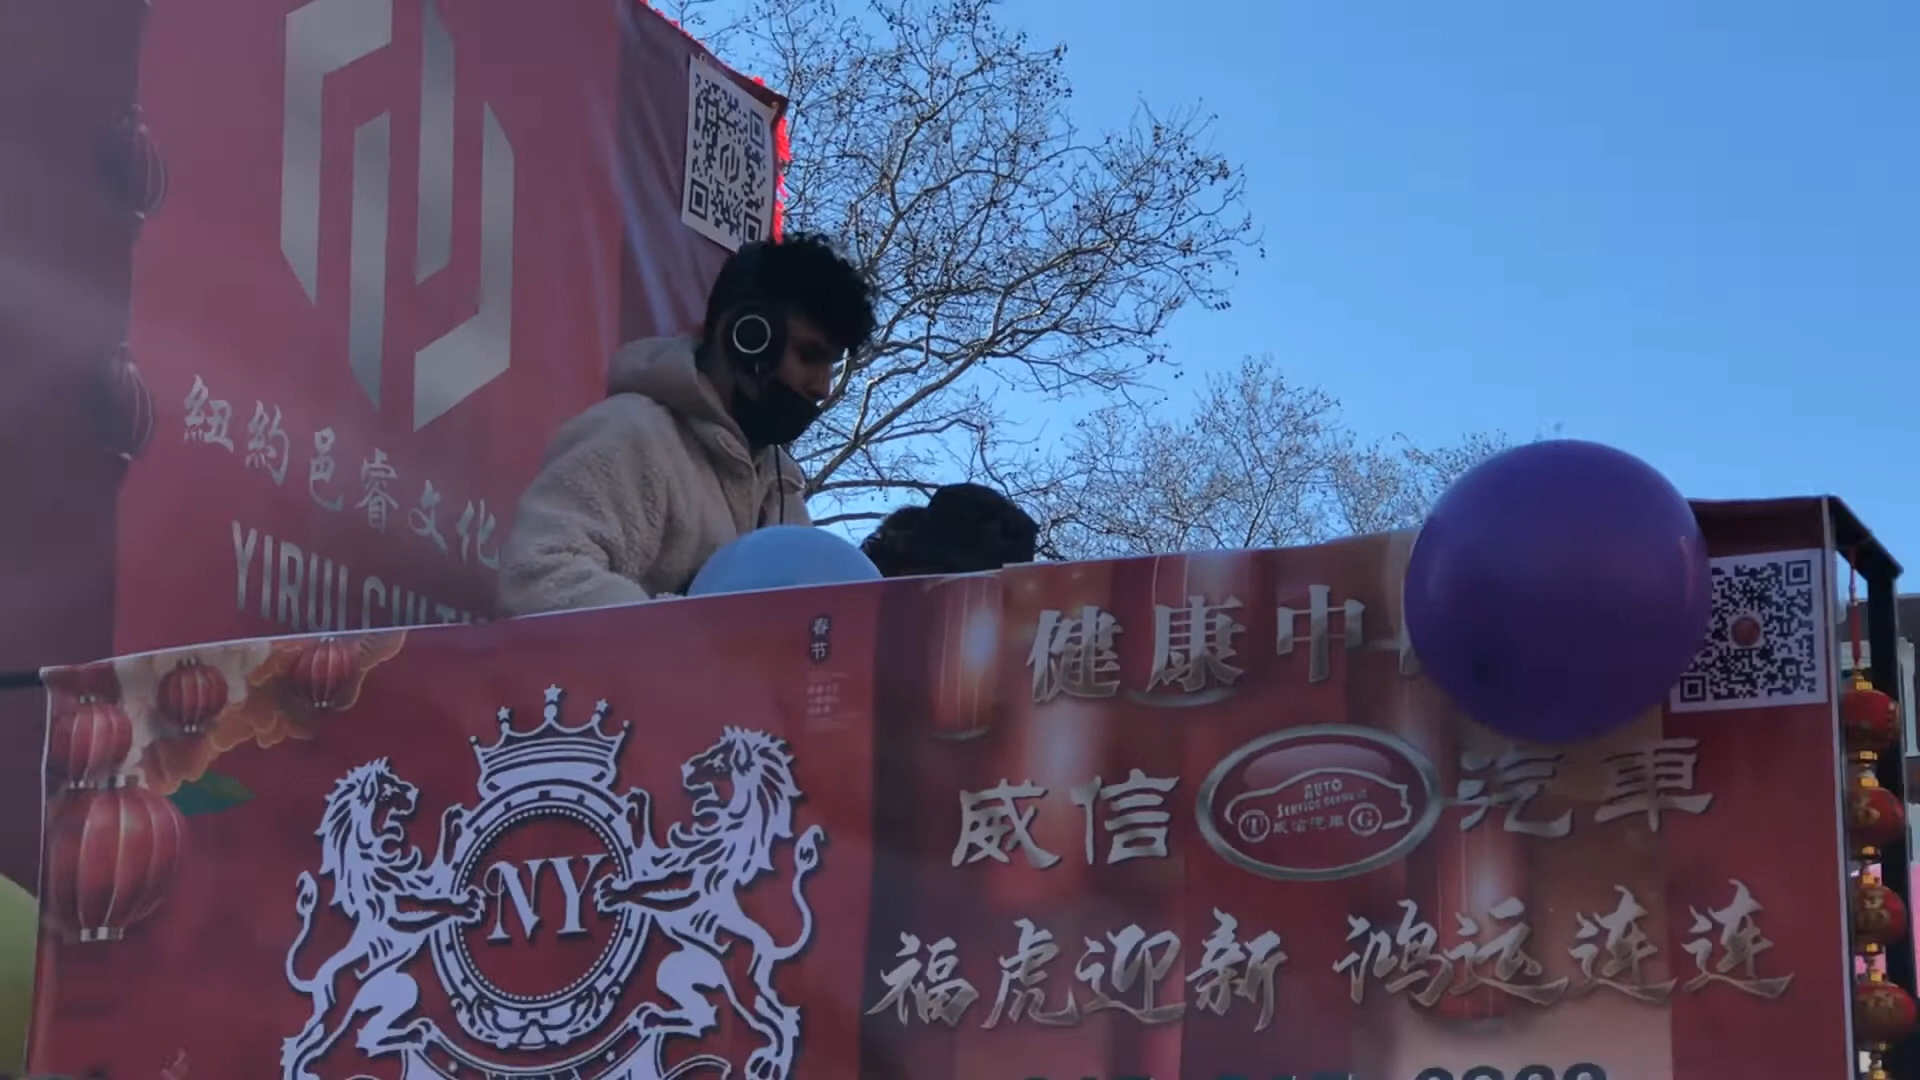 紐約邑睿文化
YIRUI CULTU
春节
健康中
NY
威信
AUTO
SERVICE
威信汽車
T
G
汽車
福虎迎新 鸿运连连